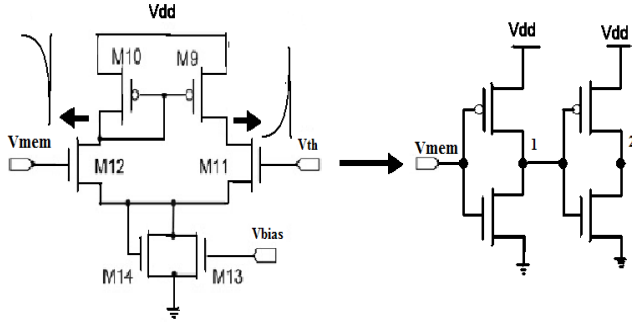 Vdd
M10 M9
Vmem
M12 M11
Vth
Vbias
M14 M13
Vdd Vdd
Vmem
1
2